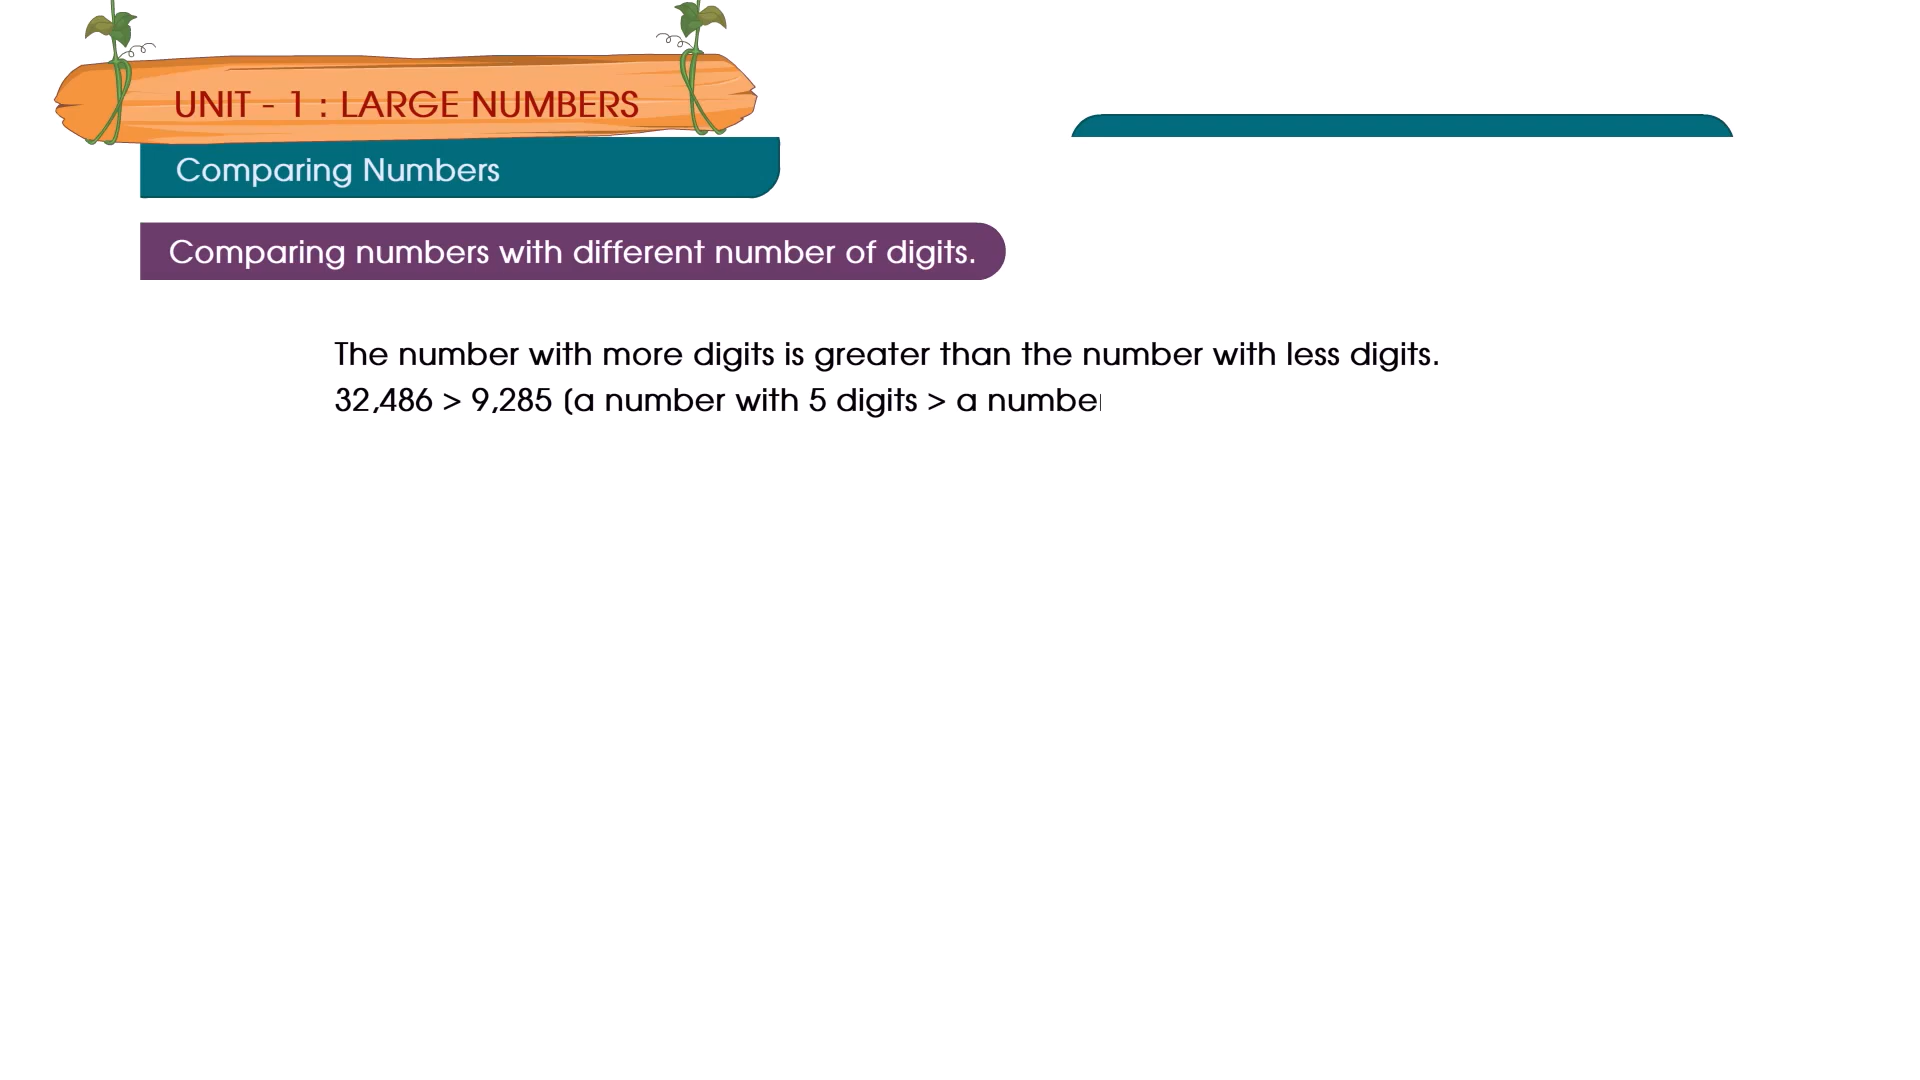 UNIT - 1 : LARGE NUMBERS
Comparing Numbers
Comparing numbers with different number of digits.
The number with more digits is greater than the number with less digits.
32,486 > 9,285 (a number with 5 digits > a number